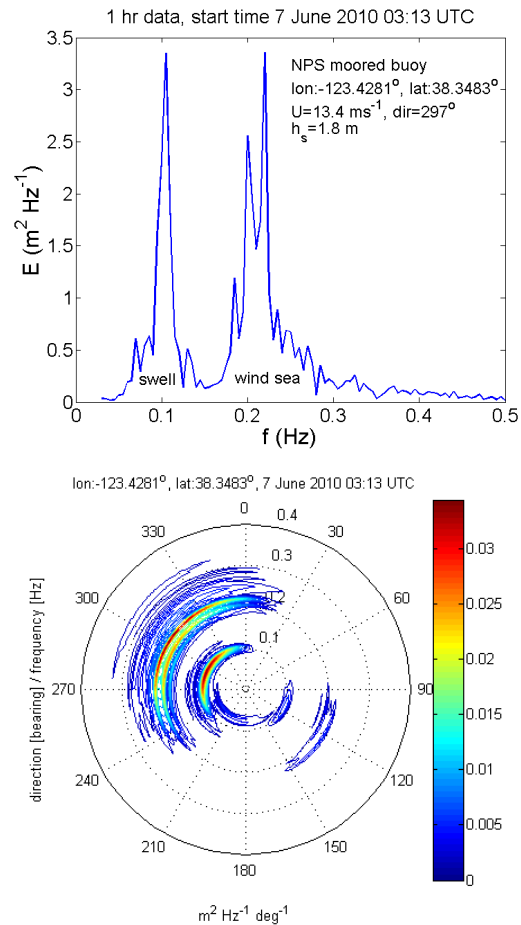 1 hr data, start time 7 June 2010 03:13 UTC
NPS moored buoy
lon:-123.4281o, lat:38.3483o
U=13.4 ms-1, dir=297o
hs=1.8 m
E (m2 Hz-1)
3.5
3
2.5
2
1.5
1
0.5
0
swell
wind sea
0 0.1 0.2 0.3 0.4 0.5
f (Hz)
lon:-123.4281o, lat:38.3483o, 7 June 2010 03:13 UTC
direction [bearing] / frequency [Hz]
0
30
60
90
120
150
180
210
240
270
300
330
0.4
0.3
0.2
0.1
0.03
0.025
0.02
0.015
0.01
0.005
0
m2 Hz-1 deg-1